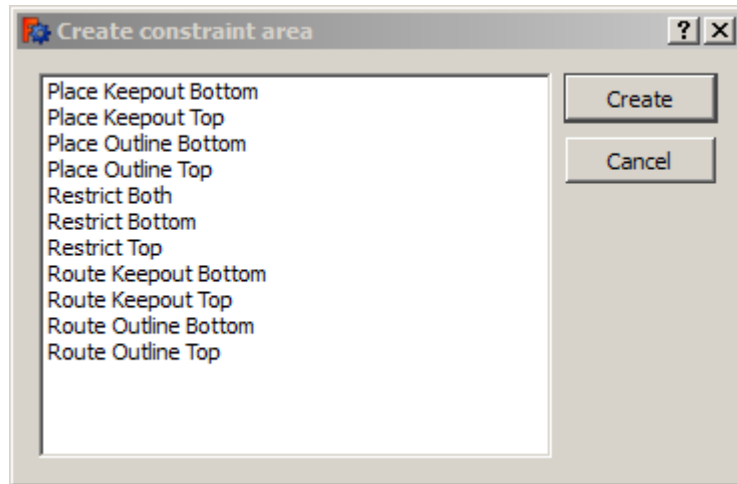 Create constraint area
?
Place Keepout Bottom
Place Keepout Top
Place Outline Bottom
Place Outline Top
Restrict Both
Restrict Bottom
Restrict Top
Route Keepout Bottom
Route Keepout Top
Route Outline Bottom
Route Outline Top
Create
Cancel